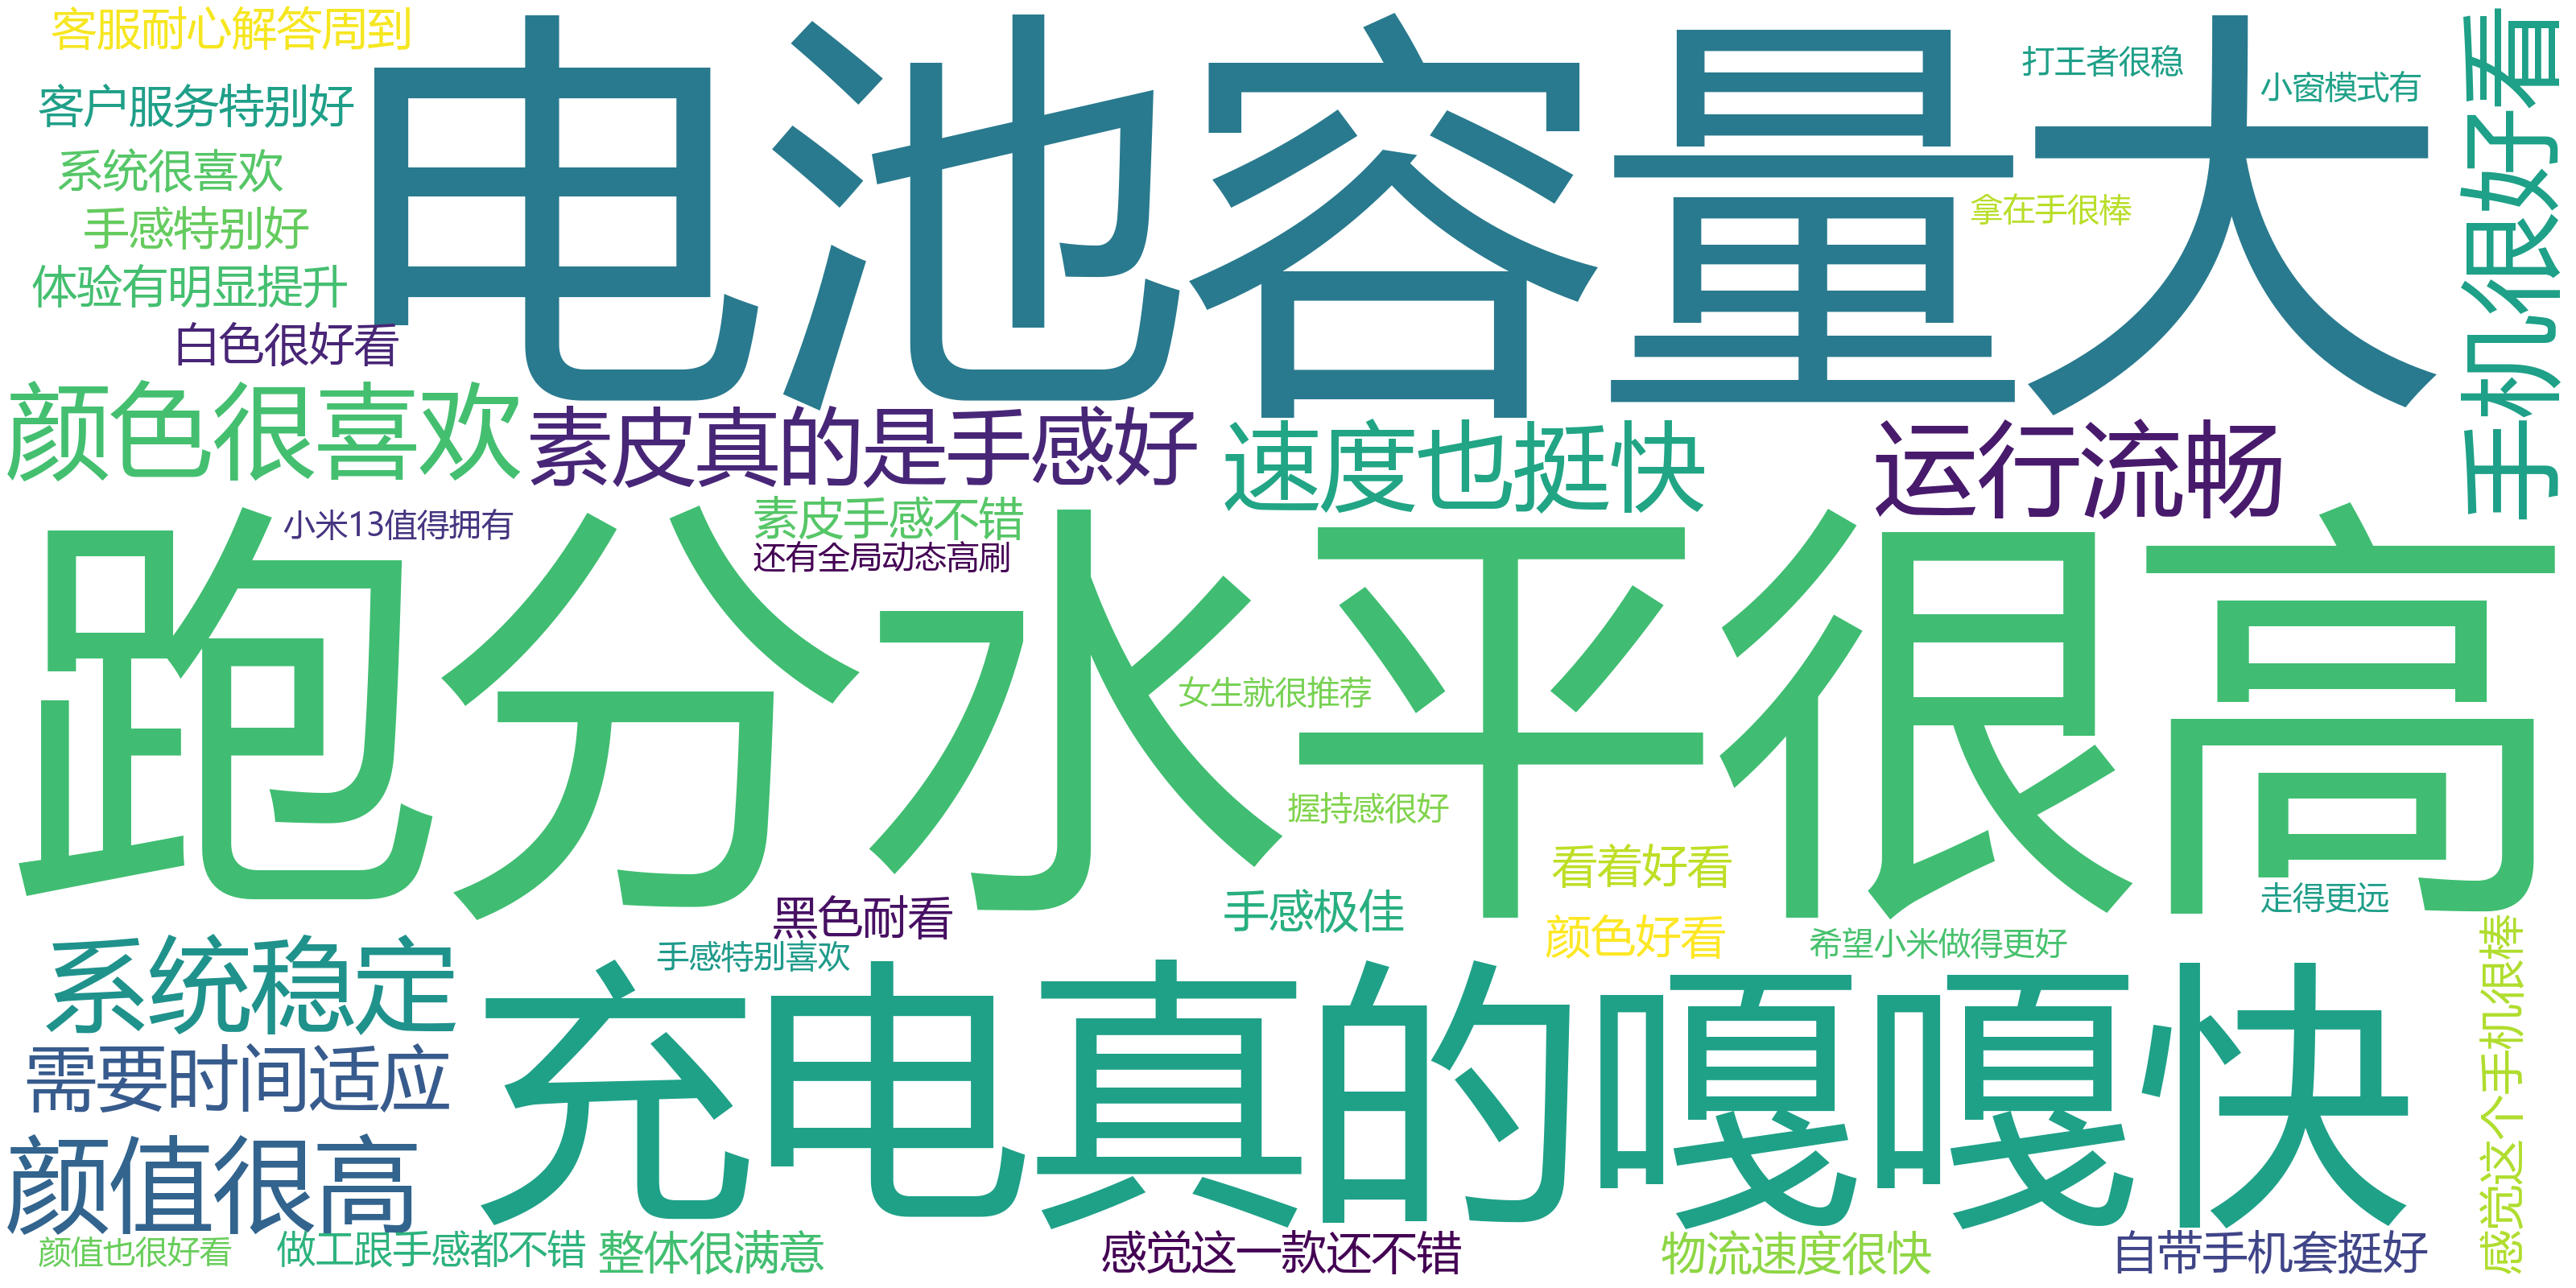 客服耐心解答周到
客户服务特别好
系统很喜欢
手感特别好
体验有明显提升
白色很好看
电池容量大
打王者很稳
小窗模式有
拿在手很棒
手机很好看
颜色很喜欢
素皮真的是手感好
速度也挺快
运行流畅
小米13值得拥有
素皮手感不错
还有全局动态高刷
跑分水平很高
女生就很推荐
握持感很好
看着好看
黑色耐看
手感极佳
颜色好看
走得更远
手感特别喜欢
希望小米做得更好
感觉这个手机很棒
系统稳定
需要时间适应
充电真的嘎嘎快
颜值很高
颜值也很好看
做工跟手感都不错
整体很满意
感觉这一款还不错
物流速度很快
自带手机套挺好